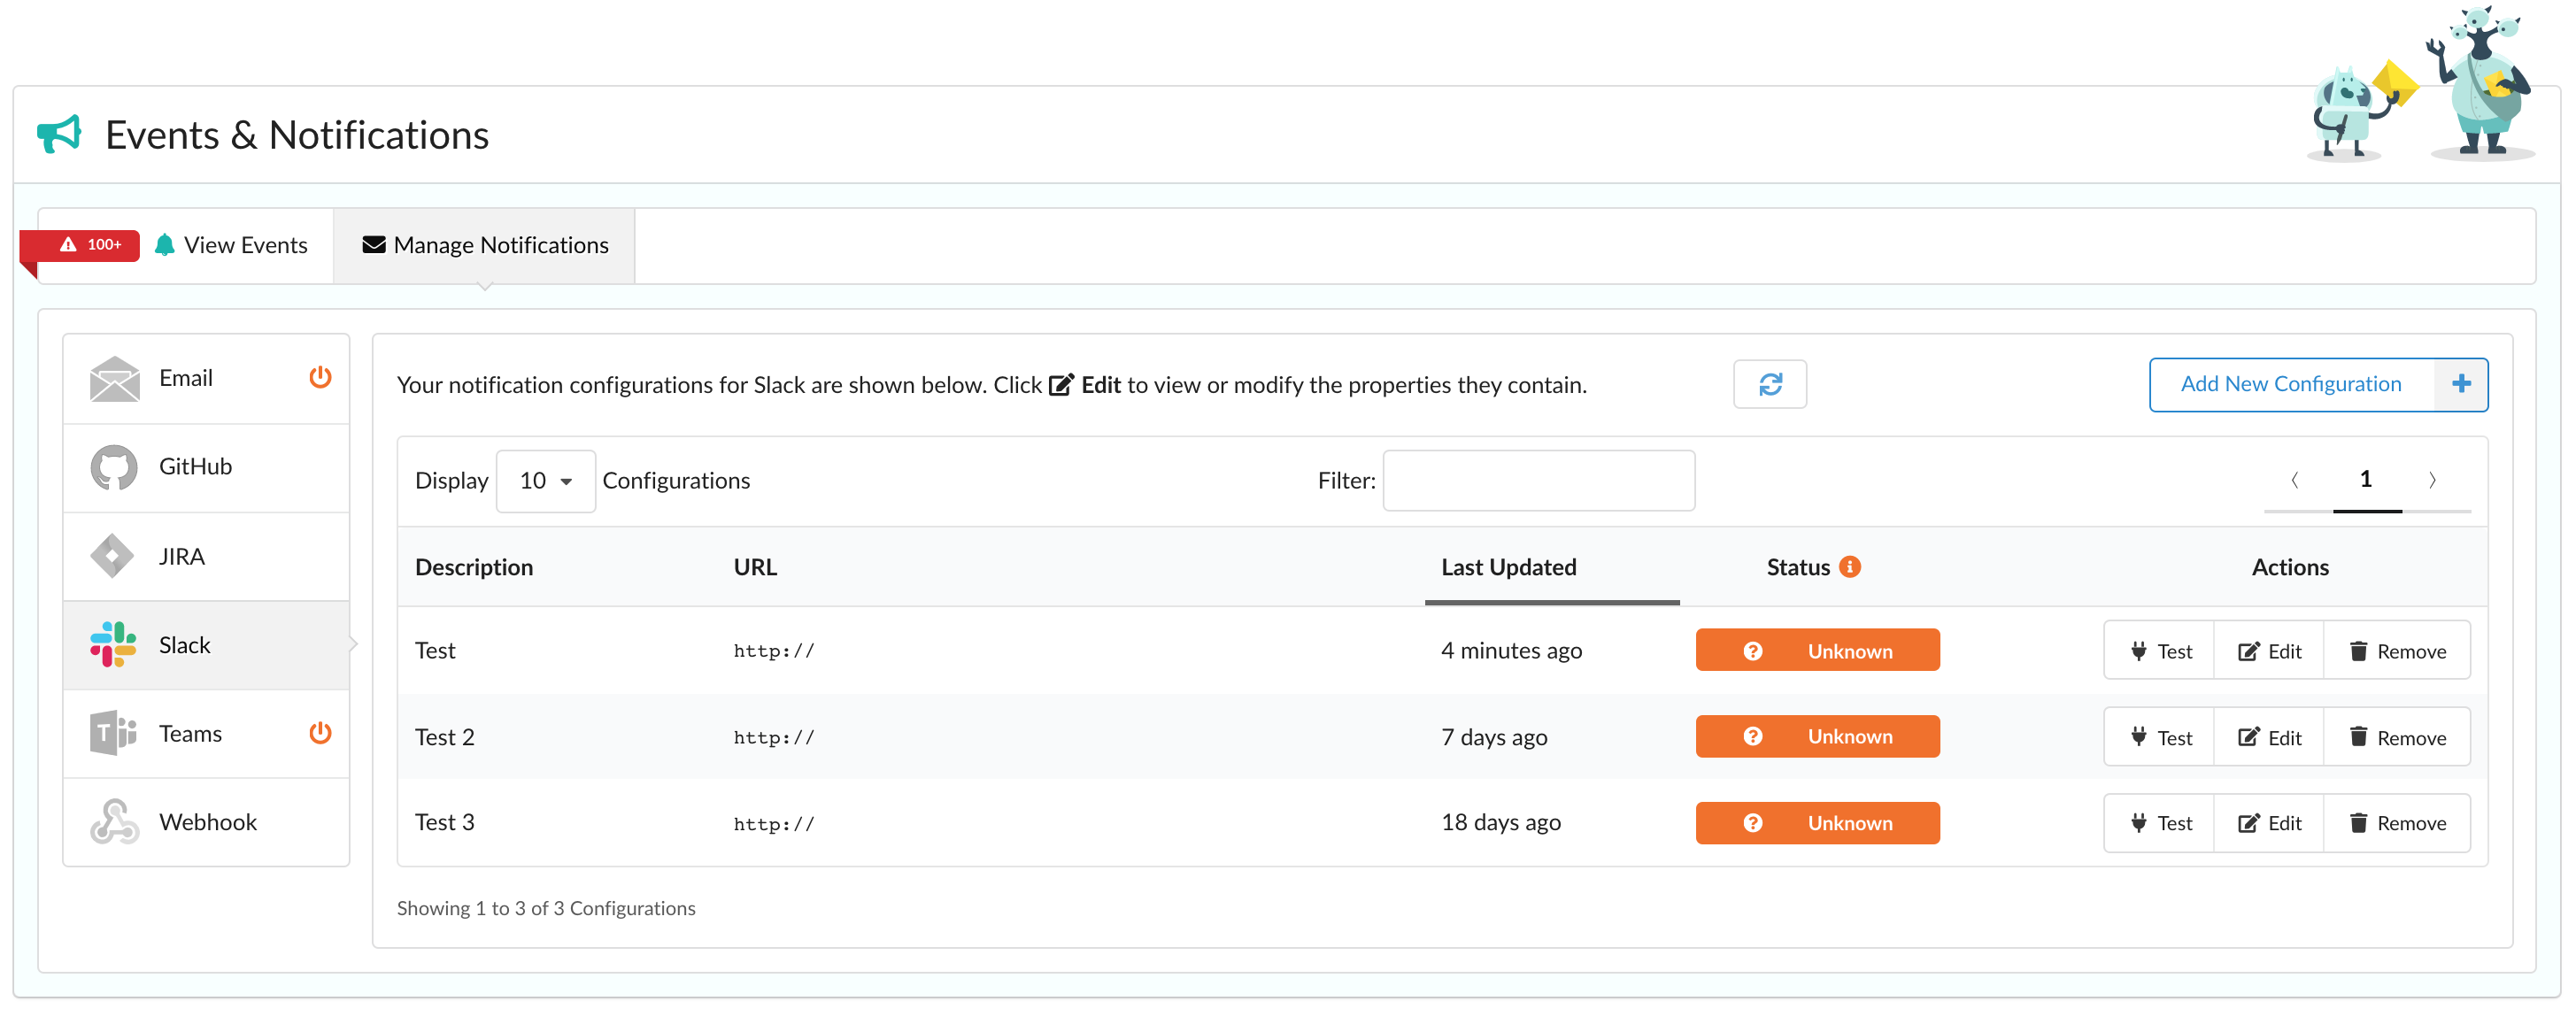 Events & Notifications
100+ View Events Manage Notifications
Email
GitHub
JIRA
Slack
Teams
Webhook
Your notification configurations for Slack are shown below. Click Edit to view or modify the properties they contain.
Add New Configuration
Display 10 Configurations Filter: 1
Description URL Last Updated Status Actions
Test http:// 4 minutes ago Unknown Test Edit Remove
Test 2 http:// 7 days ago Unknown Test Edit Remove
Test 3 http:// 18 days ago Unknown Test Edit Remove
Showing 1 to 3 of 3 Configurations